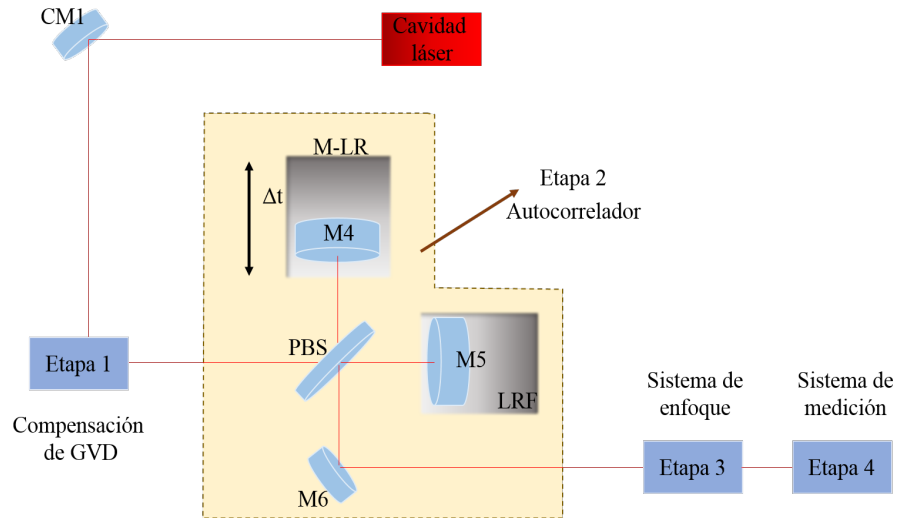 CM1
Cavidad
láser
M-LR
Δt
M4
Etapa 2
Autocorrelador
PBS
M5
LRF
Etapa 1
Compensación
de GVD
M6
Sistema de
enfoque
Etapa 3
Sistema de
medición
Etapa 4